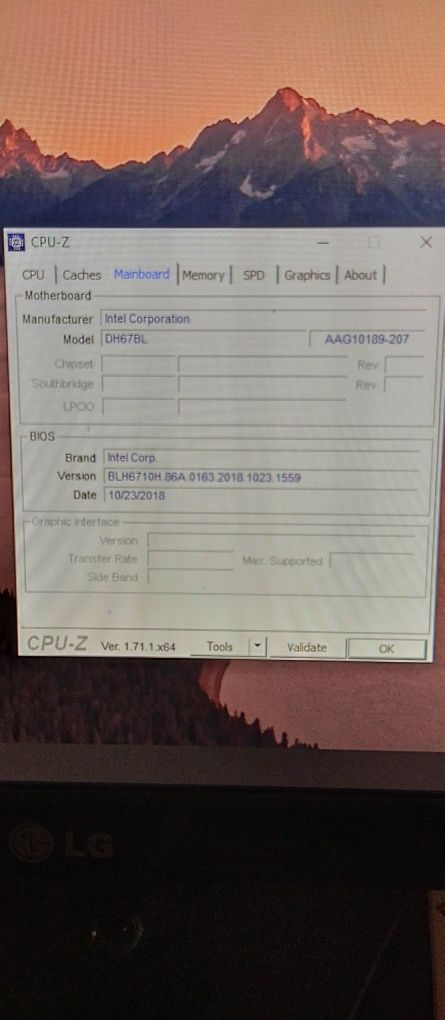 CPU-Z
CPU Caches Mainboard Memory SPD Graphics About
Motherboard
Manufacturer Intel Corporation
Model DH67BL AAG10189-207
Chipset Rev.
Southbridge Rev.
LPCIO
BIOS
Brand Intel Corp.
Version BLH6710H.86A.0163.2018.1023.1559
Date 10/23/2018
Graphic Interface
Version
Transfer Rate Max. Supported
Side Band
CPU-Z Ver. 1.71.1.x64 Tools Validate OK
LG